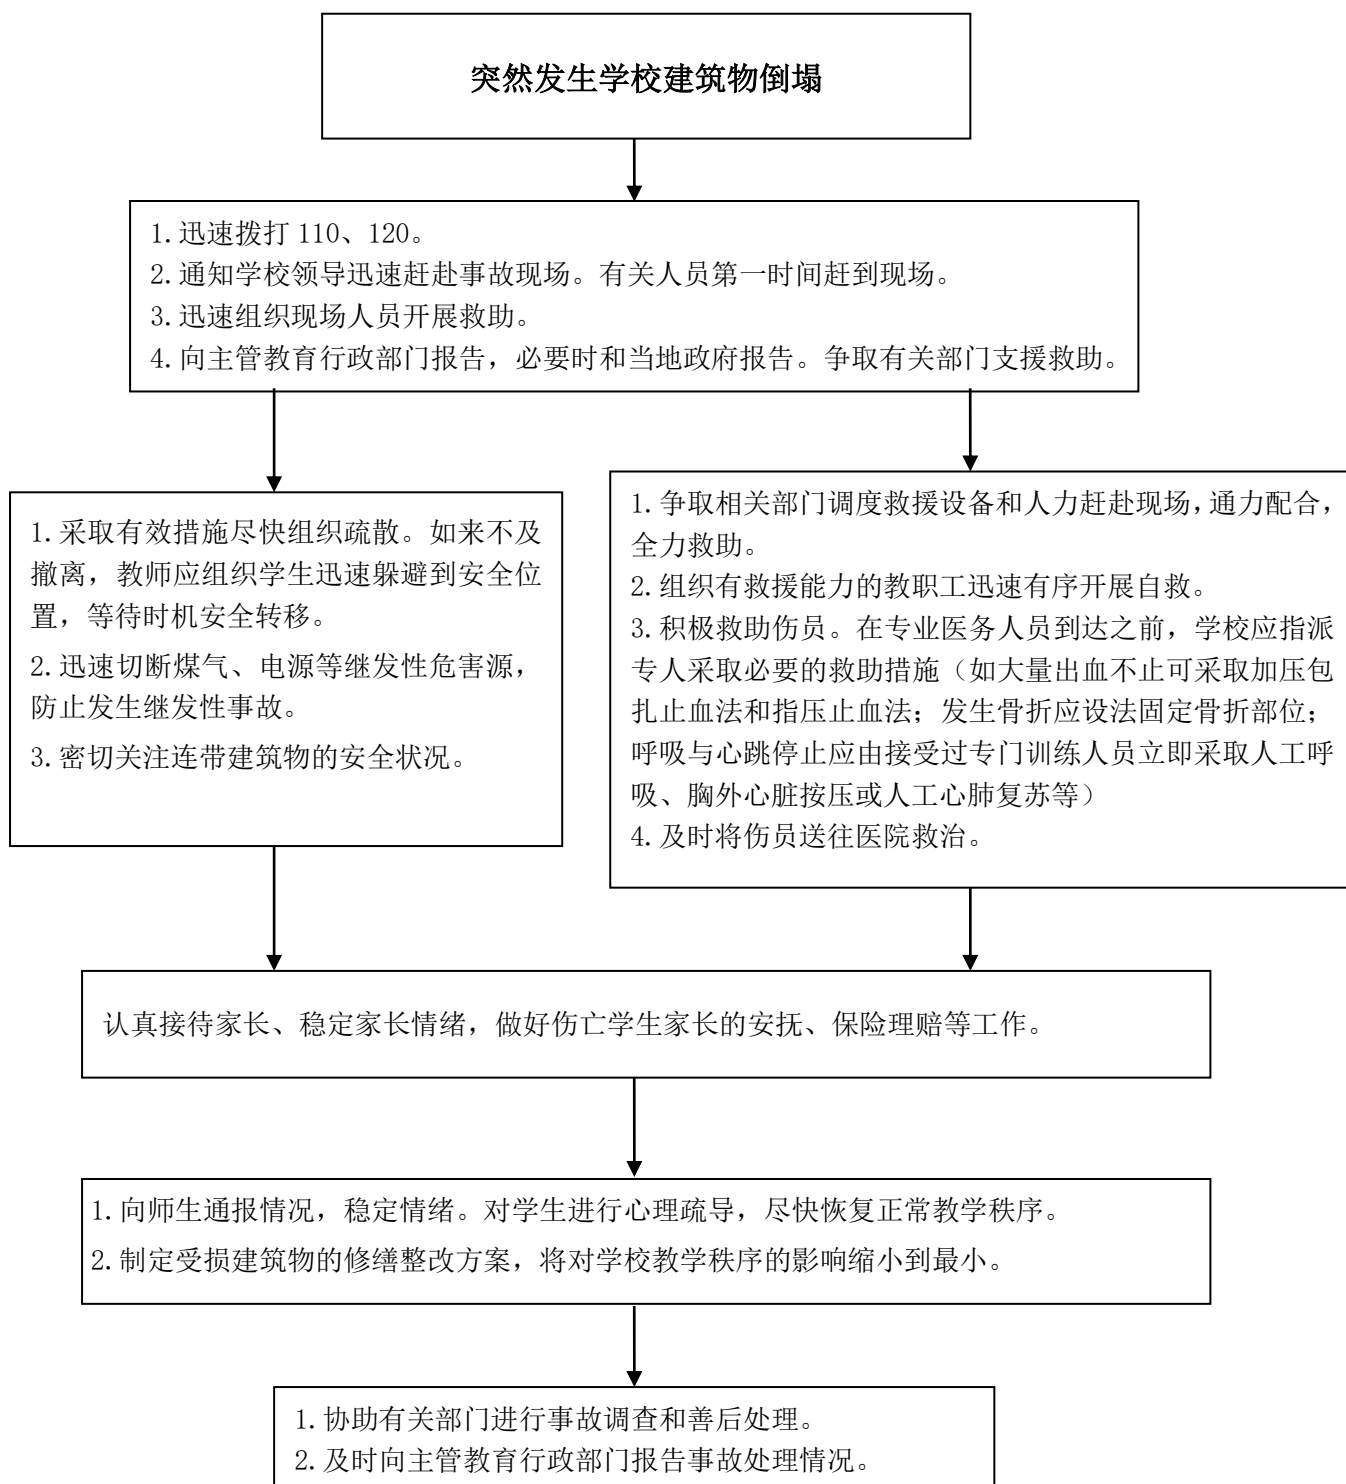 突然发生学校建筑物倒塌
1.迅速拨打 110、120。
2.通知学校领导迅速赶赴事故现场。有关人员第一时间赶到现场。
3.迅速组织现场人员开展救助。
4.向主管教育行政部门报告，必要时和当地政府报告。争取有关部门支援救助。
1.采取有效措施尽快组织疏散。如来不及
撤离，教师应组织学生迅速躲避到安全位
置，等待时机安全转移。
2.迅速切断煤气、电源等继发性危害源，
防止发生继发性事故。
3.密切关注连带建筑物的安全状况。
1.争取相关部门调度救援设备和人力赶赴现场，通力配合，
全力救助。
2.组织有救援能力的教职工迅速有序开展自救。
3.积极救助伤员。在专业医务人员到达之前，学校应指派
专人采取必要的救助措施（如大量出血不止可采取加压包
扎止血法和指压止血法；发生骨折应设法固定骨折部位；
呼吸与心跳停止应由接受过专门训练人员立即采取人工呼
吸、胸外心脏按压或人工心肺复苏等）
4.及时将伤员送往医院救治。
认真接待家长、稳定家长情绪，做好伤亡学生家长的安抚、保险理赔等工作。
1.向师生通报情况，稳定情绪。对学生进行心理疏导，尽快恢复正常教学秩序。
2.制定受损建筑物的修缮整改方案，将对学校教学秩序的影响缩小到最小。
1.协助有关部门进行事故调查和善后处理。
2.及时向主管教育行政部门报告事故处理情况。